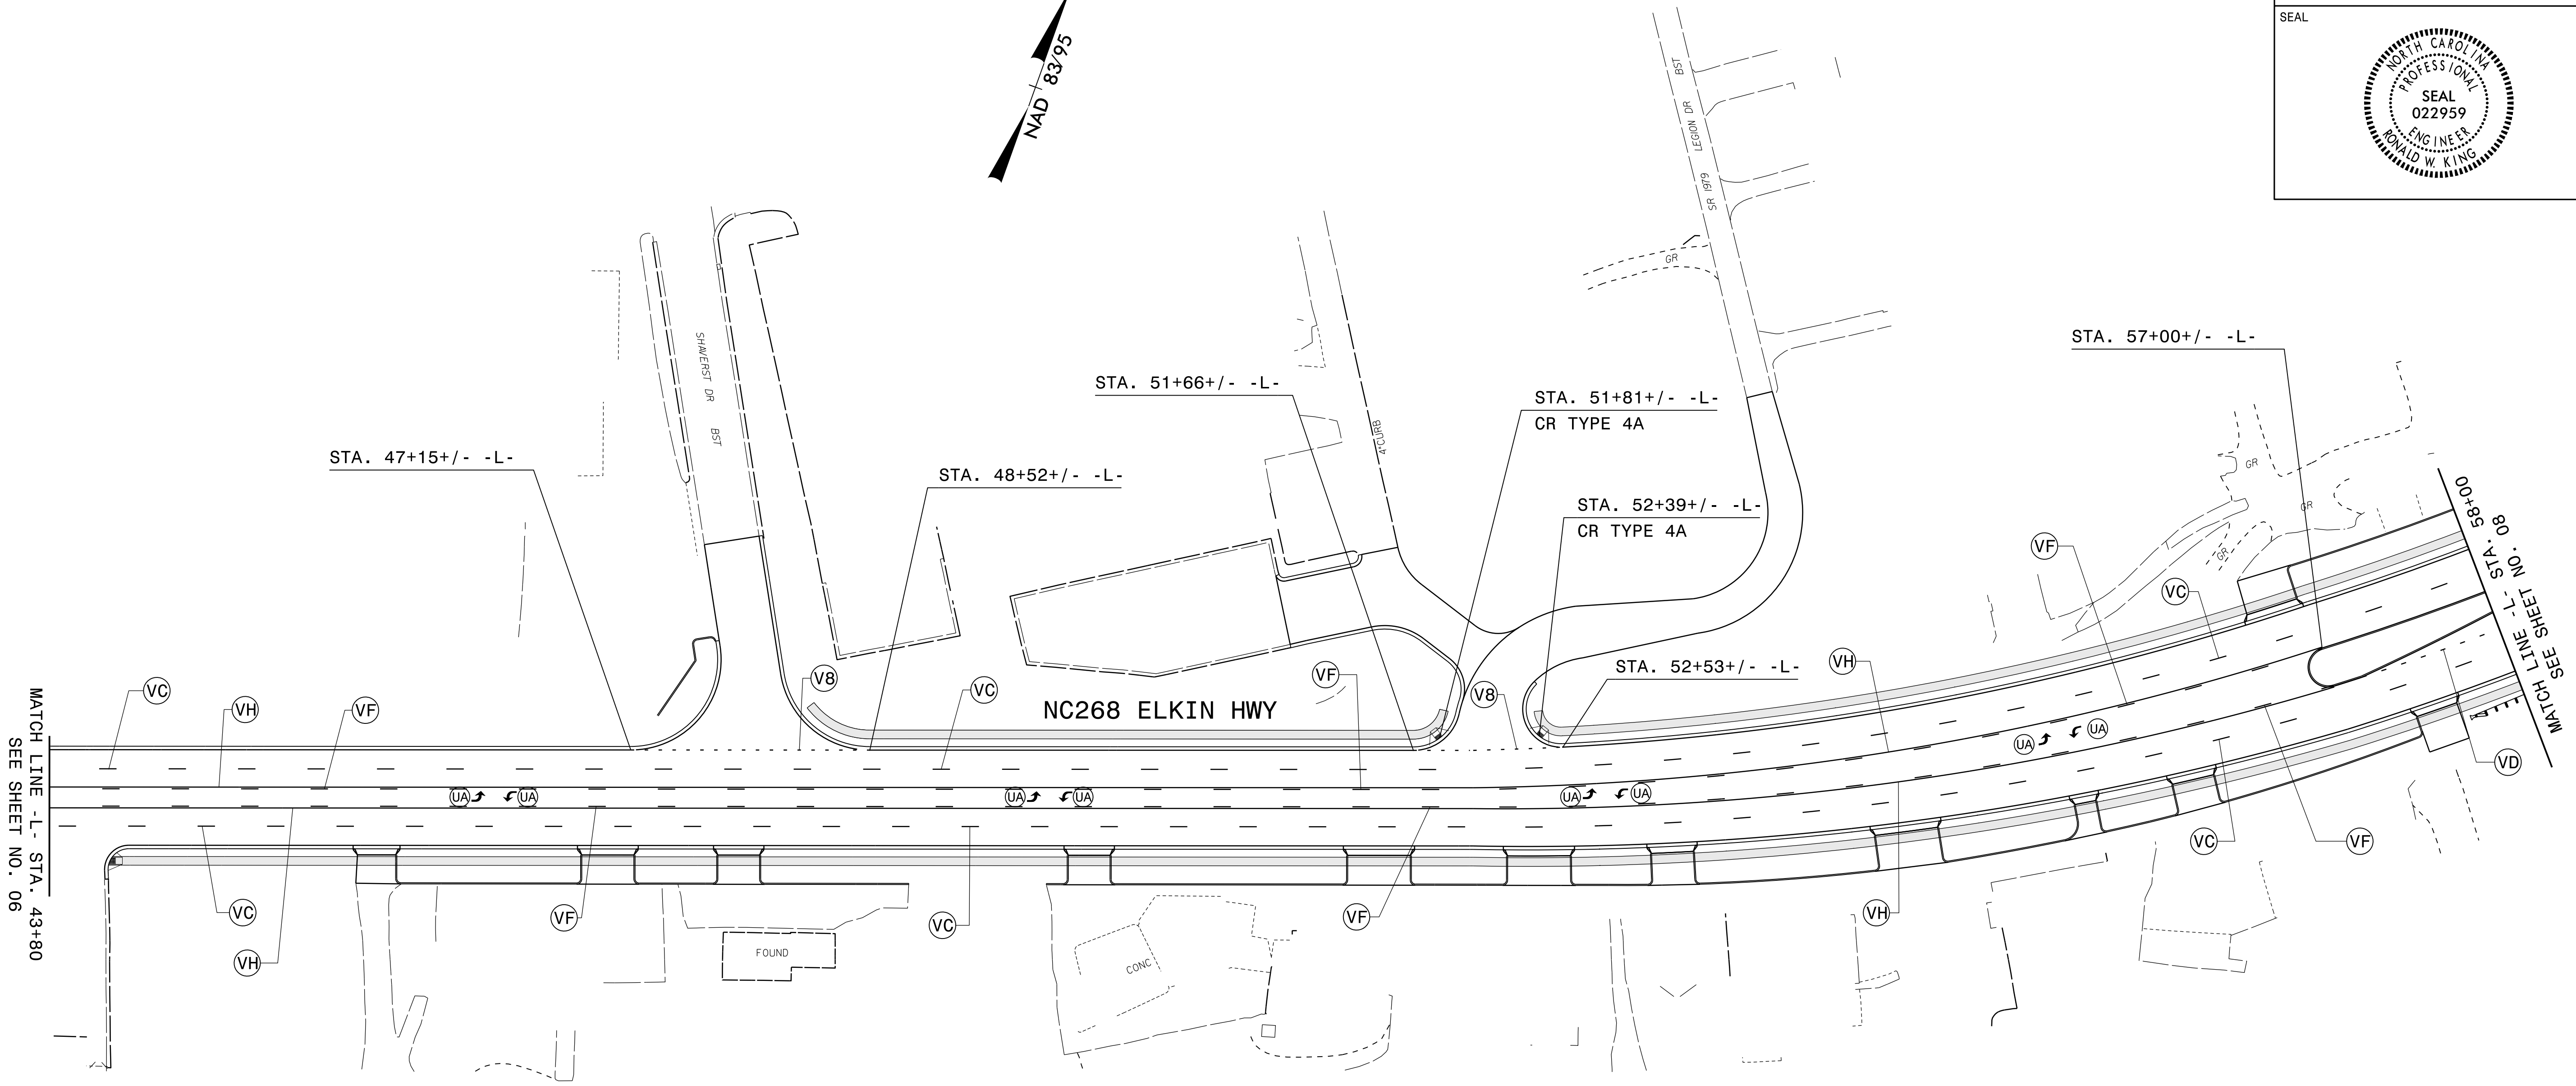 SEAL
NORTH CAROLINA
PROFESSIONAL
SEAL
022959
ENGINEER
RONALD W. KING
NAD 83/95
BST
SR 1979 LEGION DR
GR
SHAVERST DR BST
STA. 47+15+/- -L-
STA. 48+52+/- -L-
STA. 51+66+/- -L-
4"CURB
STA. 51+81+/- -L-
CR TYPE 4A
STA. 52+39+/- -L-
CR TYPE 4A
STA. 52+53+/- -L-
STA. 57+00+/- -L-
GR
GR
GR
MATCH LINE -L- STA. 58+00
SEE SHEET NO. 08
VC
VH
VF
V8
VC
NC268 ELKIN HWY
VF
V8
VH
VF
VC
UA
UA
UA
UA
UA
UA
UA
UA
VD
MATCH LINE -L- STA. 43+80
SEE SHEET NO. 06
VC
VH
VF
VC
VF
VH
VC
VF
FOUND
CONC